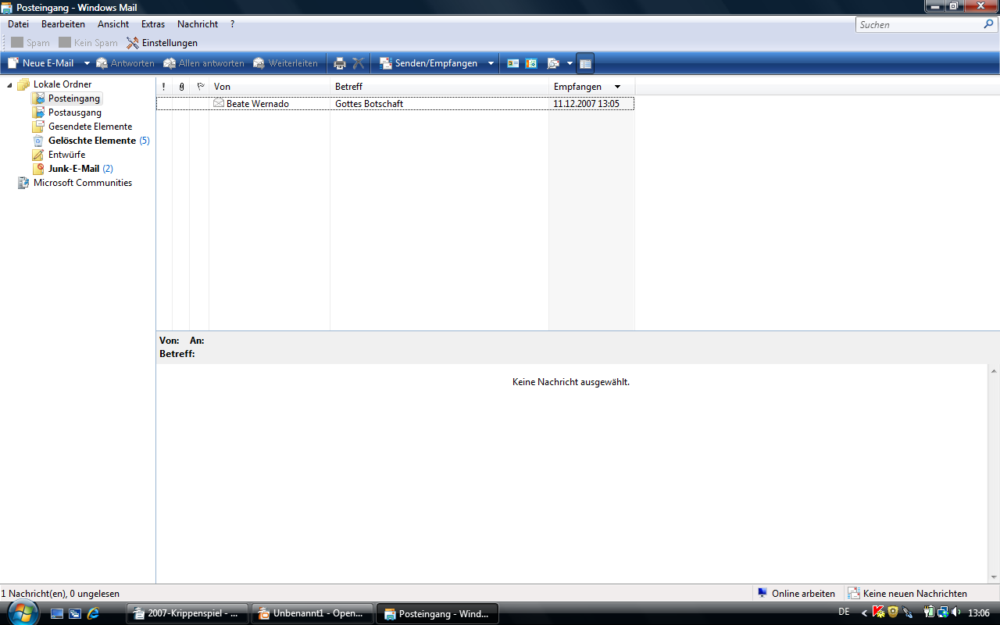 Posteingang - Windows Mail
Datei Bearbeiten Ansicht Extras Nachricht ?
Suchen
Spam Kein Spam Einstellungen
Neue E-Mail Antworten Allen antworten Weiterleiten Senden/Empfangen
Lokale Ordner
Posteingang
Postausgang
Gesendete Elemente
Gelöschte Elemente (5)
Entwürfe
Junk-E-Mail (2)
Microsoft Communities
! Von Betreff Empfangen
Beate Wernado Gottes Botschaft 11.12.2007 13:05
Von: An:
Betreff:
Keine Nachricht ausgewählt.
1 Nachricht(en), 0 ungelesen
Online arbeiten
Keine neuen Nachrichten
2007-Krippenspiel - ...
Unbenannt1 - Open...
Posteingang - Wind...
DE
13:06